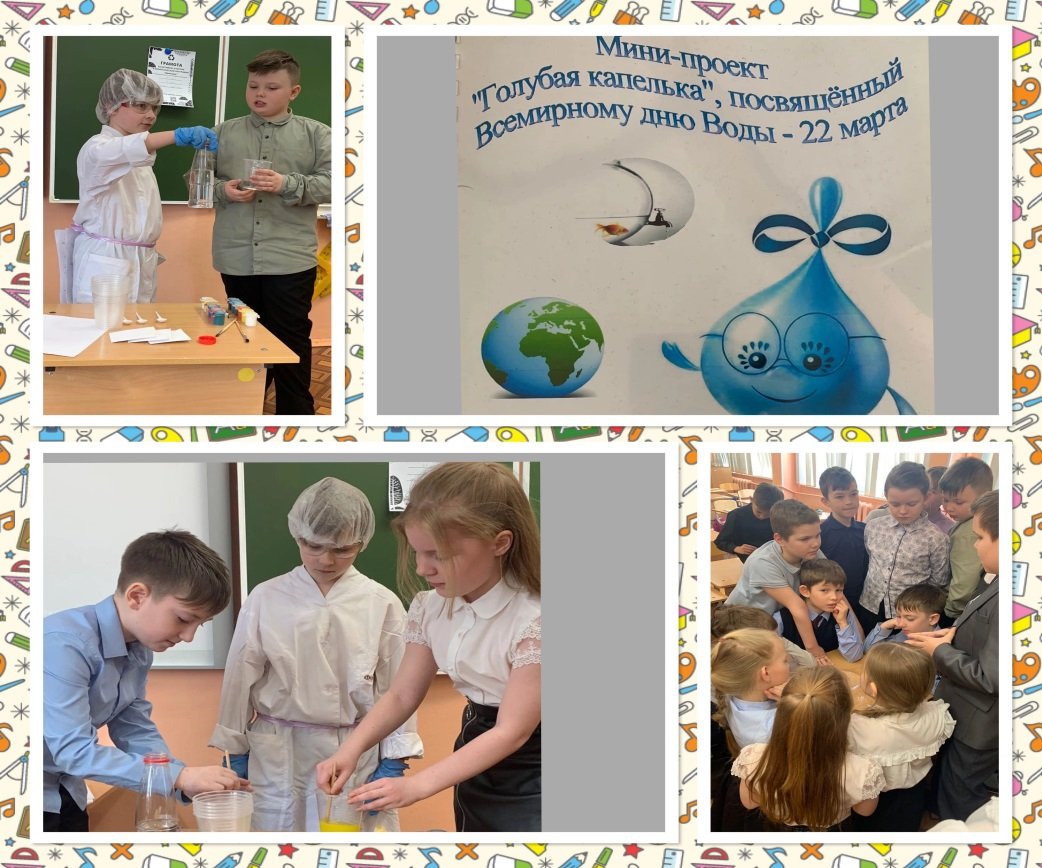 ГРАМОТА
Мини-проект
"Голубая капелька", посвящённый
Всемирному дню Воды - 22 марта